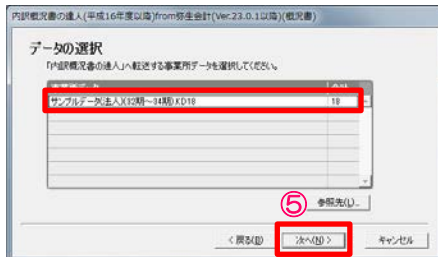 内訳概況書の達人(平成16年度以降)from弥生会計(Ver.23.0.1以降)(概況書)
データの選択
「内訳概況書の達人」へ転送する事業所データを選択してください。
サンプルデータ(法人)(32期～34期).KD18 18
⑤ 参照先(L)...
< 戻る(B) 次へ(N) > キャンセル